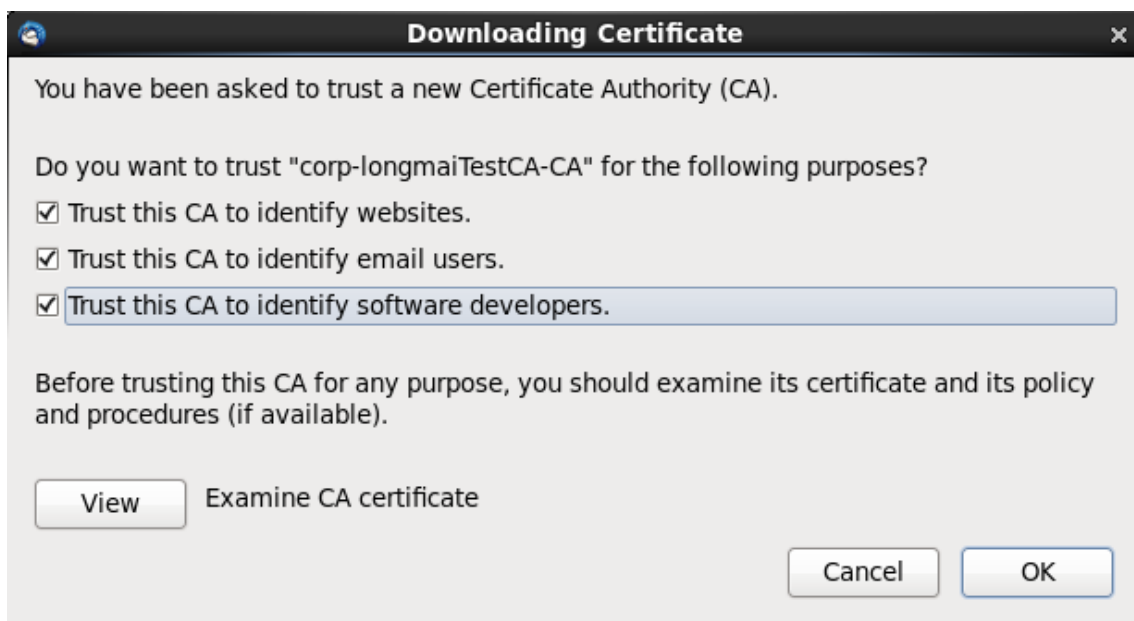 Downloading Certificate
You have been asked to trust a new Certificate Authority (CA).
Do you want to trust "corp-longmaiTestCA-CA" for the following purposes?
Trust this CA to identify websites.
Trust this CA to identify email users.
Trust this CA to identify software developers.
Before trusting this CA for any purpose, you should examine its certificate and its policy
and procedures (if available).
View Examine CA certificate
Cancel OK